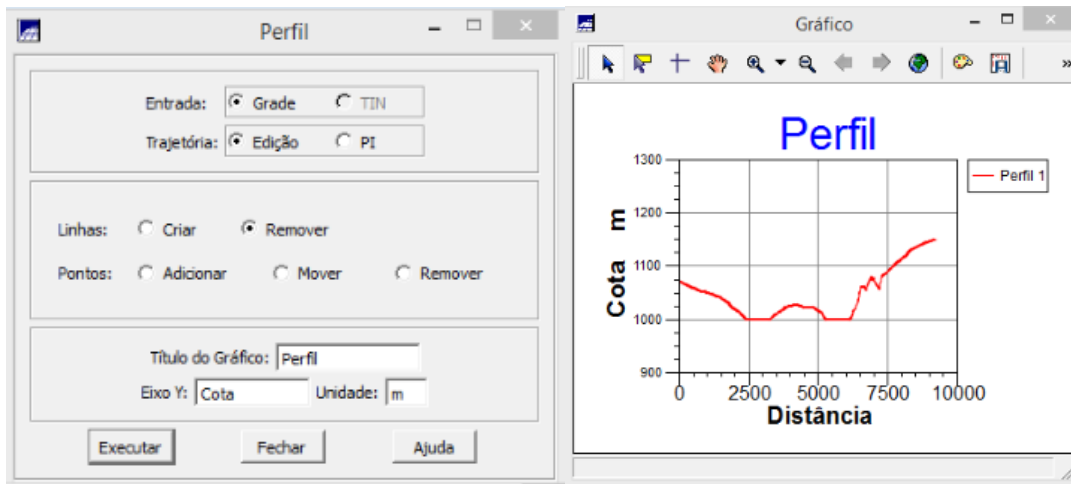 Perfil
Entrada: Grade TIN
Trajetória: Edição PI
Linhas: Criar Remover
Pontos: Adicionar Mover Remover
Título do Gráfico: Perfil
Eixo Y: Cota Unidade: m
Executar Fechar Ajuda
Gráfico
Perfil
Perfil 1
Cota m
1300
1200
1100
1000
900
0 2500 5000 7500 10000
Distância